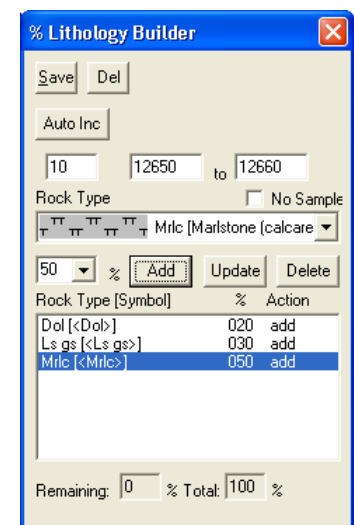 % Lithology Builder
Save Del
Auto Inc
10 12650 to 12660
Rock Type No Sample
Mrlc [Marlstone (calcare
50 % Add Update Delete
Rock Type [Symbol] % Action
Dol [<Dol>] 020 add
Ls gs [<Ls gs>] 030 add
Mrlc [<Mrlc>] 050 add
Remaining: 0 % Total: 100 %